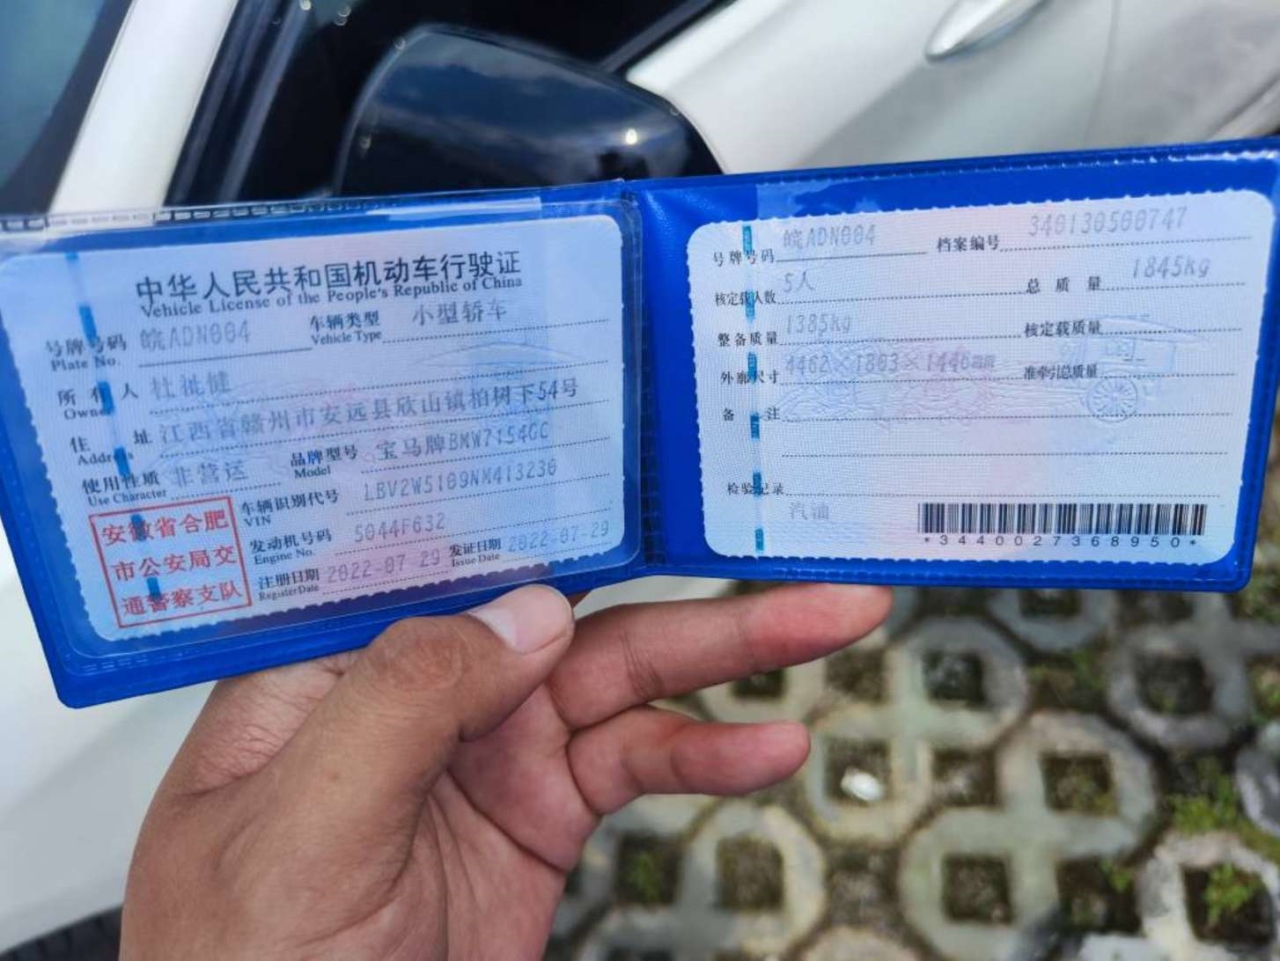 中华人民共和国机动车行驶证
Vehicle License of the People's Republic of China
号牌号码 皖ADN004 车辆类型 小型轿车
Plate No. Vehicle Type
所有人 杜祉健
Owner
住址 江西省赣州市安远县欣山镇柏树下54号
Address
使用性质 非营运 品牌型号 宝马牌BMW7154GC
Use Character Model
车辆识别代号 LBV2W5109NM413230
VIN
发动机号码 5044F632
Engine No.
注册日期 2022-07-29 发证日期 2022-07-29
Register Date Issue Date
安徽省合肥
市公安局交
通警察支队
号牌号码 皖ADN004 档案编号 340130500747
核定载人数 5人 总质量 1845kg
整备质量 1385kg 核定载质量
外廓尺寸 4462×1803×1446mm 准牵引总质量
备注
检验记录
汽油
*3440027368950*